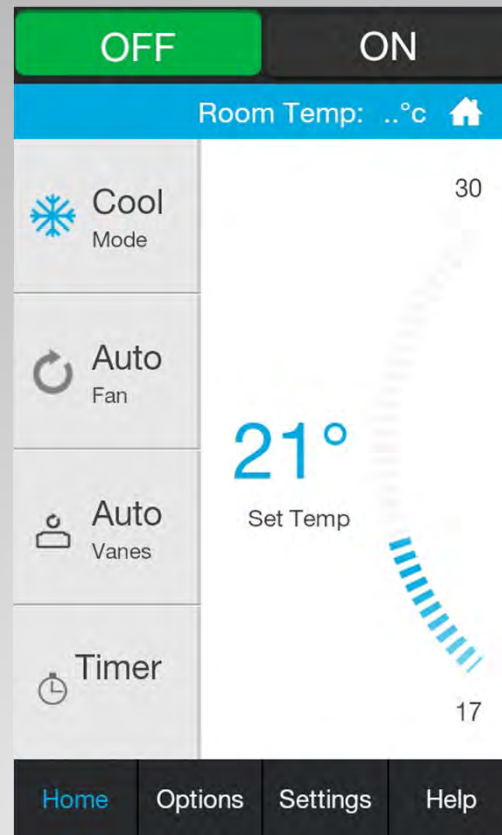 OFF ON
Room Temp: ..°c
30
Cool
Mode
Auto
Fan
21°
Set Temp
Auto
Vanes
Timer
17
Home Options Settings Help